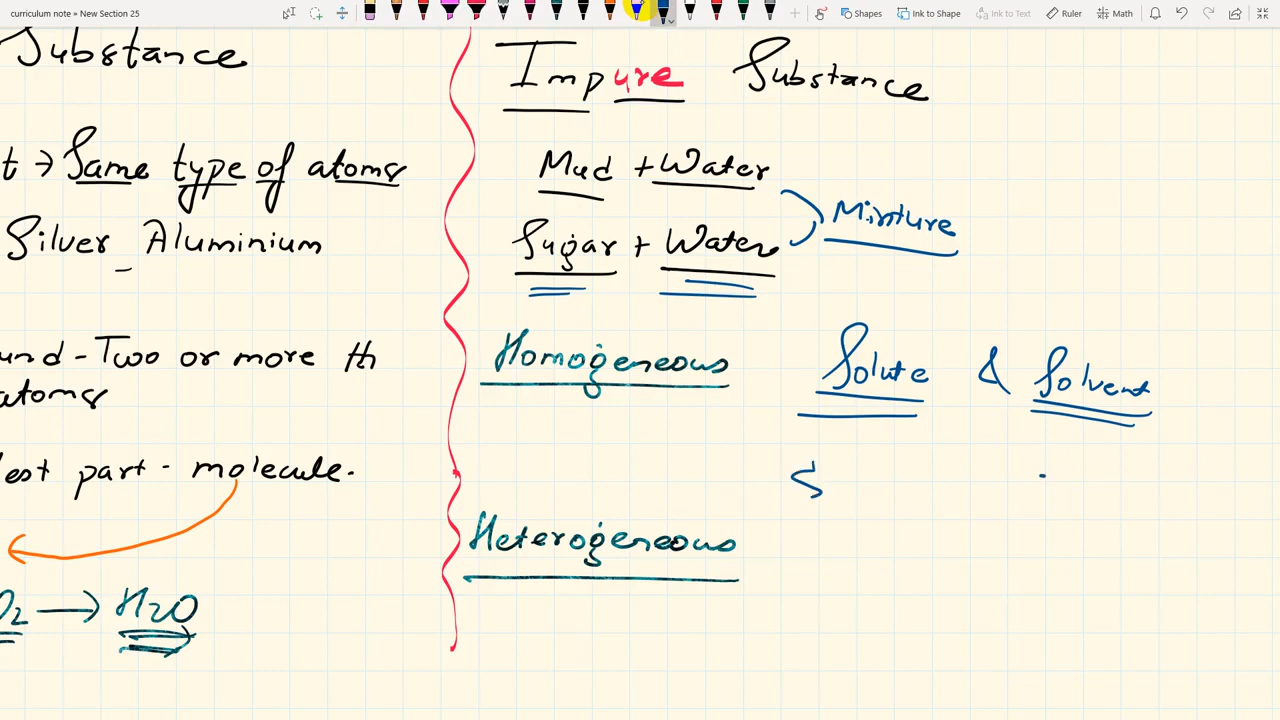 curriculum note » New Section 25
Shapes
Ink to Shape
Ink to Text
Ruler
Math
Substance
t → Same type of atoms
Silver _ Aluminium
und - Two or more th
atoms
lest part - molecule.
O2 → H2O
Impure Substance
Mud + Water
Sugar + Water
Mixture
Homogeneous
Solute & Solvent
S
Heterogeneous